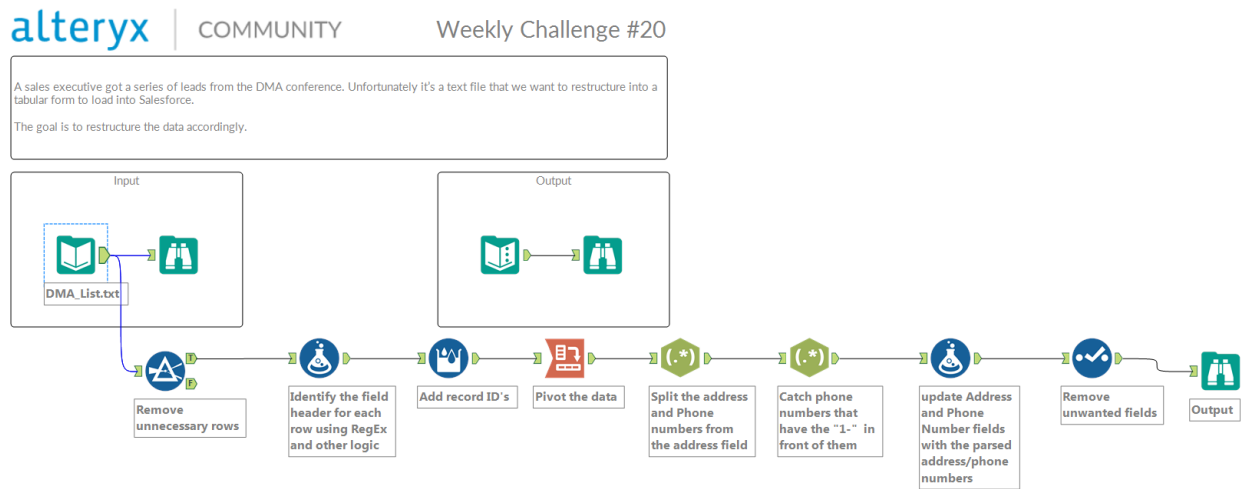 alteryx COMMUNITY Weekly Challenge #20
A sales executive got a series of leads from the DMA conference. Unfortunately it's a text file that we want to restructure into a
tabular form to load into Salesforce.
The goal is to restructure the data accordingly.
Input
Output
DMA_List.txt
T
F
(.*)
(.*)
Remove
unnecessary rows
Identify the field
header for each
row using RegEx
and other logic
Add record ID's
Pivot the data
Split the address
and Phone
numbers from
the address field
Catch phone
numbers that
have the "1-" in
front of them
update Address
and Phone
Number fields
with the parsed
address/phone
numbers
Remove
unwanted fields
Output